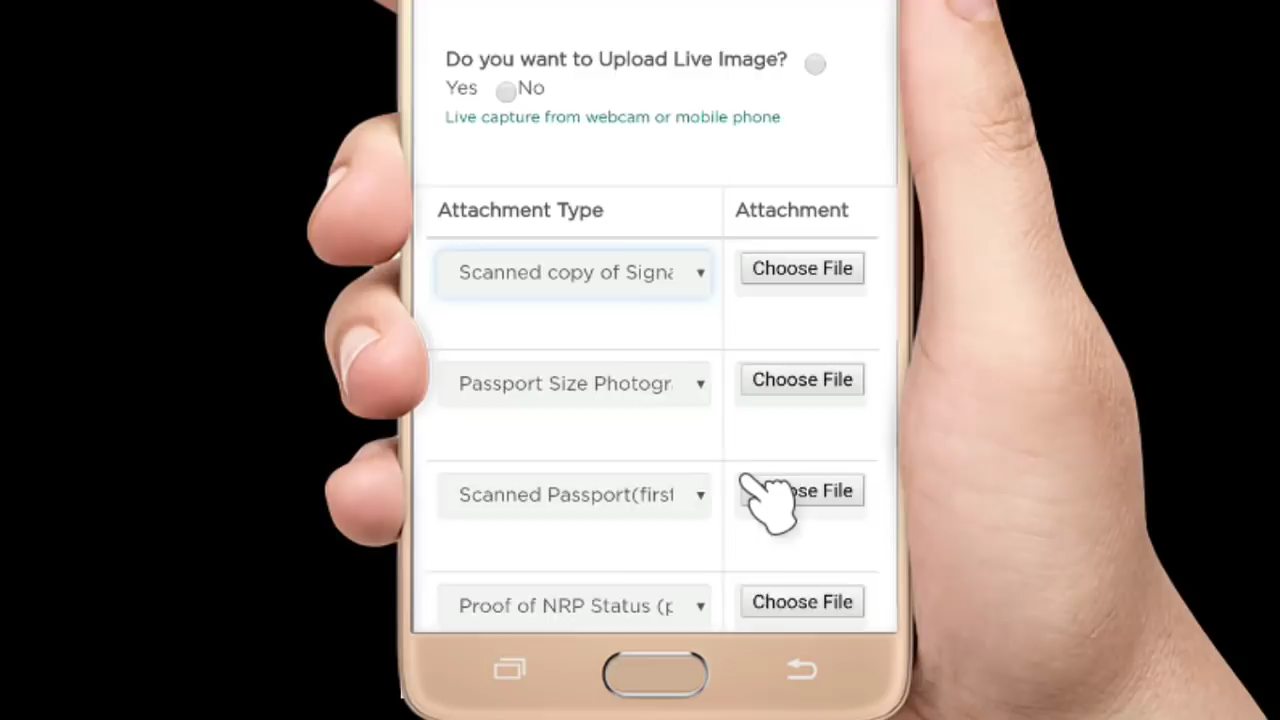 Do you want to Upload Live Image?
Yes No
Live capture from webcam or mobile phone
Attachment Type Attachment
Scanned copy of Signa Choose File
Passport Size Photogr Choose File
Scanned Passport(first File
Proof of NRP Status (p Choose File